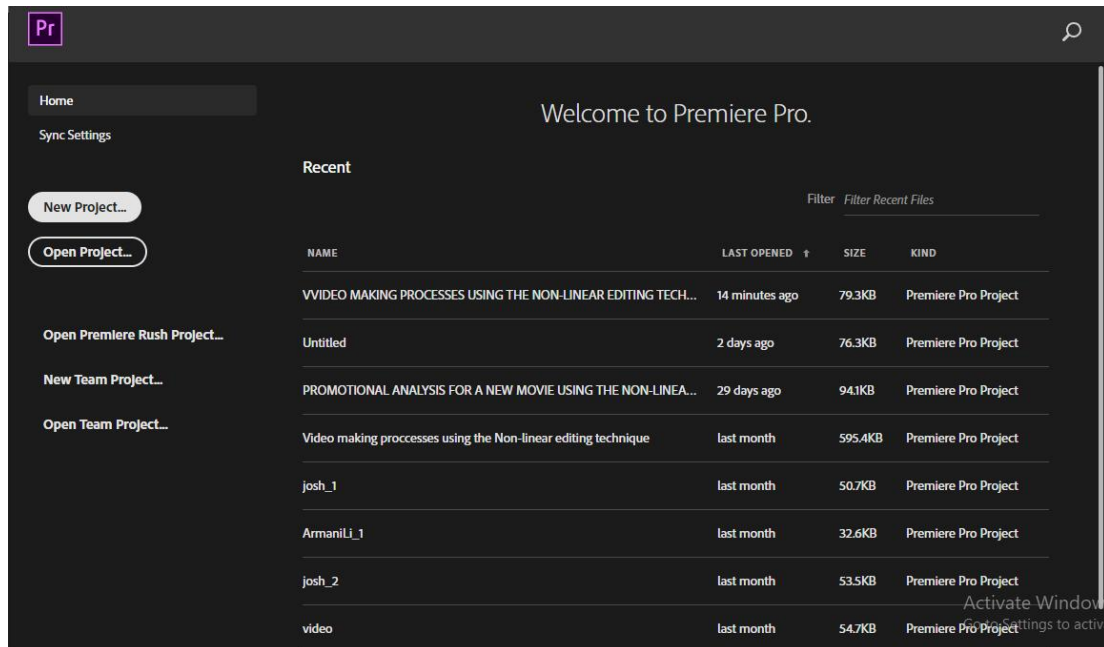 Pr
Home
Sync Settings
New Project...
Open Project...
Open Premiere Rush Project...
New Team Project...
Open Team Project...
Welcome to Premiere Pro.
Recent
Filter Filter Recent Files
NAME LAST OPENED ↑ SIZE KIND
VVIDEO MAKING PROCESSES USING THE NON-LINEAR EDITING TECH... 14 minutes ago 79.3KB Premiere Pro Project
Untitled 2 days ago 76.3KB Premiere Pro Project
PROMOTIONAL ANALYSIS FOR A NEW MOVIE USING THE NON-LINEA... 29 days ago 94.1KB Premiere Pro Project
Video making proccesses using the Non-linear editing technique last month 595.4KB Premiere Pro Project
josh_1 last month 50.7KB Premiere Pro Project
ArmaniLi_1 last month 32.6KB Premiere Pro Project
josh_2 last month 53.5KB Premiere Pro Project
video last month 54.7KB Premiere Pro Project
Activate Window
Go to Settings to activ